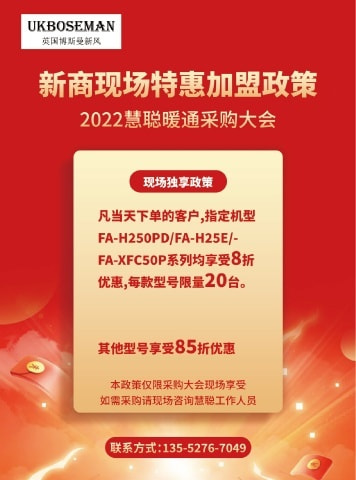 UKBOSEMAN
英国博斯曼新风
新商现场特惠加盟政策
2022慧聪暖通采购大会
现场独享政策
凡当天下单的客户,指定机型
FA-H250PD/FA-H25E/-
FA-XFC50P系列均享受8折
优惠,每款型号限量20台。
其他型号享受85折优惠
本政策仅限采购大会现场享受
如需采购请现场咨询慧聪工作人员
联系方式:135-5276-7049